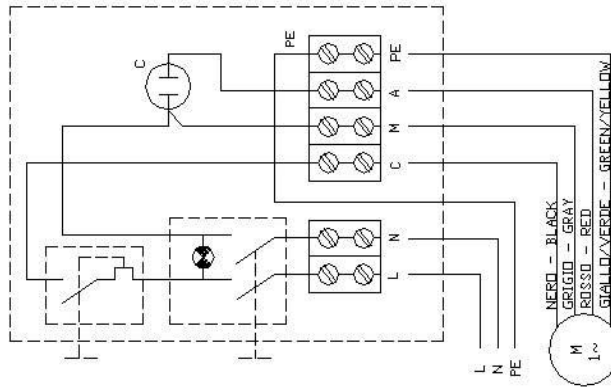 C
PE
PE
A
M
C
N
L
L
N
PE
NERO - BLACK
GRIGIO - GRAY
ROSSO - RED
GIALLO/VERDE - GREEN/YELLOW
M
1~